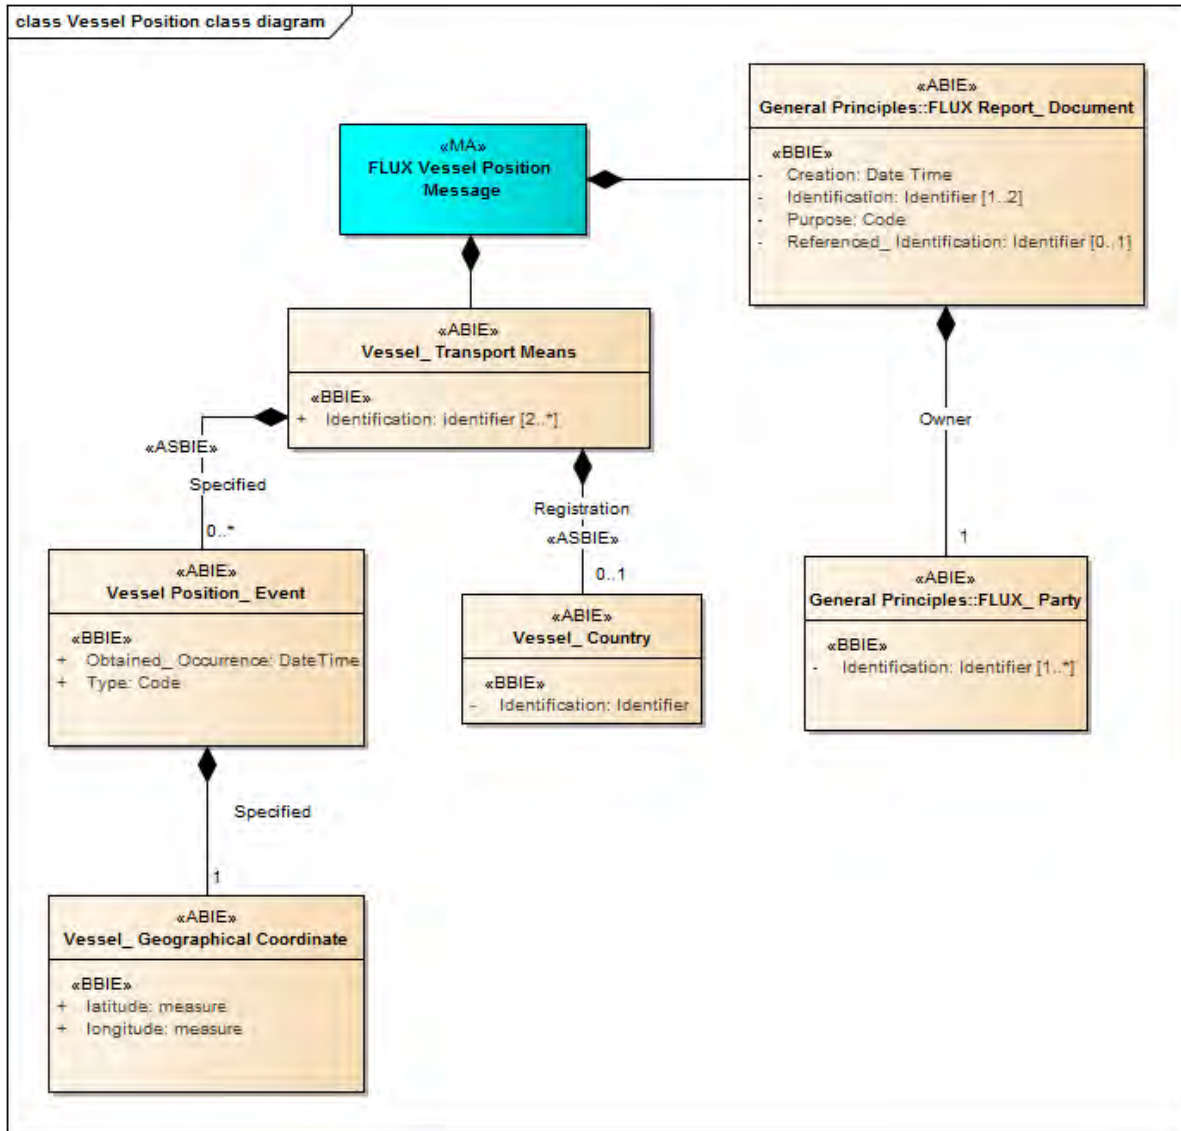 class Vessel Position class diagram
«ABIE»
General Principles::FLUX Report_ Document
«BBIE»
- Creation: Date Time
- Identification: Identifier [1..2]
- Purpose: Code
- Referenced_ Identification: Identifier [0..1]
«MA»
FLUX Vessel Position
Message
«ABIE»
Vessel_ Transport Means
«BBIE»
+ Identification: identifier [2..*]
«ASBIE»
Specified
0..*
Registration
«ASBIE»
0..1
Owner
1
«ABIE»
Vessel Position_ Event
«BBIE»
+ Obtained_ Occurrence: DateTime
+ Type: Code
«ABIE»
Vessel_ Country
«BBIE»
- Identification: Identifier
«ABIE»
General Principles::FLUX_ Party
«BBIE»
- Identification: Identifier [1..*]
Specified
1
«ABIE»
Vessel_ Geographical Coordinate
«BBIE»
+ latitude: measure
+ longitude: measure